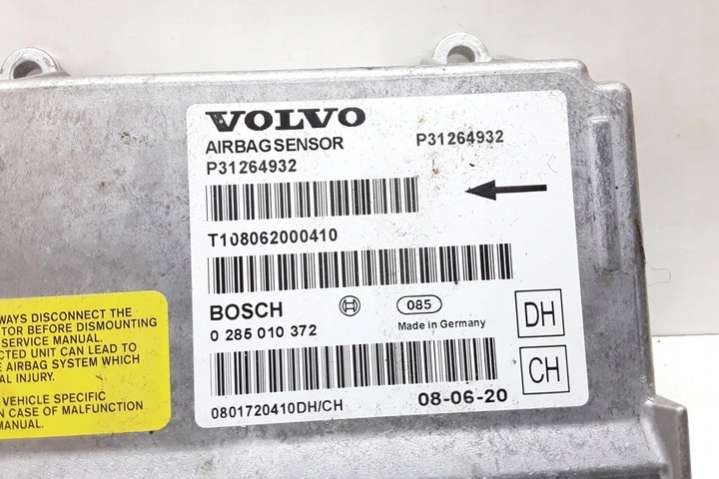 VOLVO
AIRBAG SENSOR P31264932
P31264932
T108062000410
BOSCH 085
0 285 010 372 Made in Germany
DH
CH
0801720410DH/CH 08-06-20
WAYS DISCONNECT THE
TOR BEFORE DISMOUNTING
SERVICE MANUAL.
CTED UNIT CAN LEAD TO
E AIRBAG SYSTEM WHICH
AL INJURY.
VEHICLE SPECIFIC
N CASE OF MALFUNCTION
MANUAL.